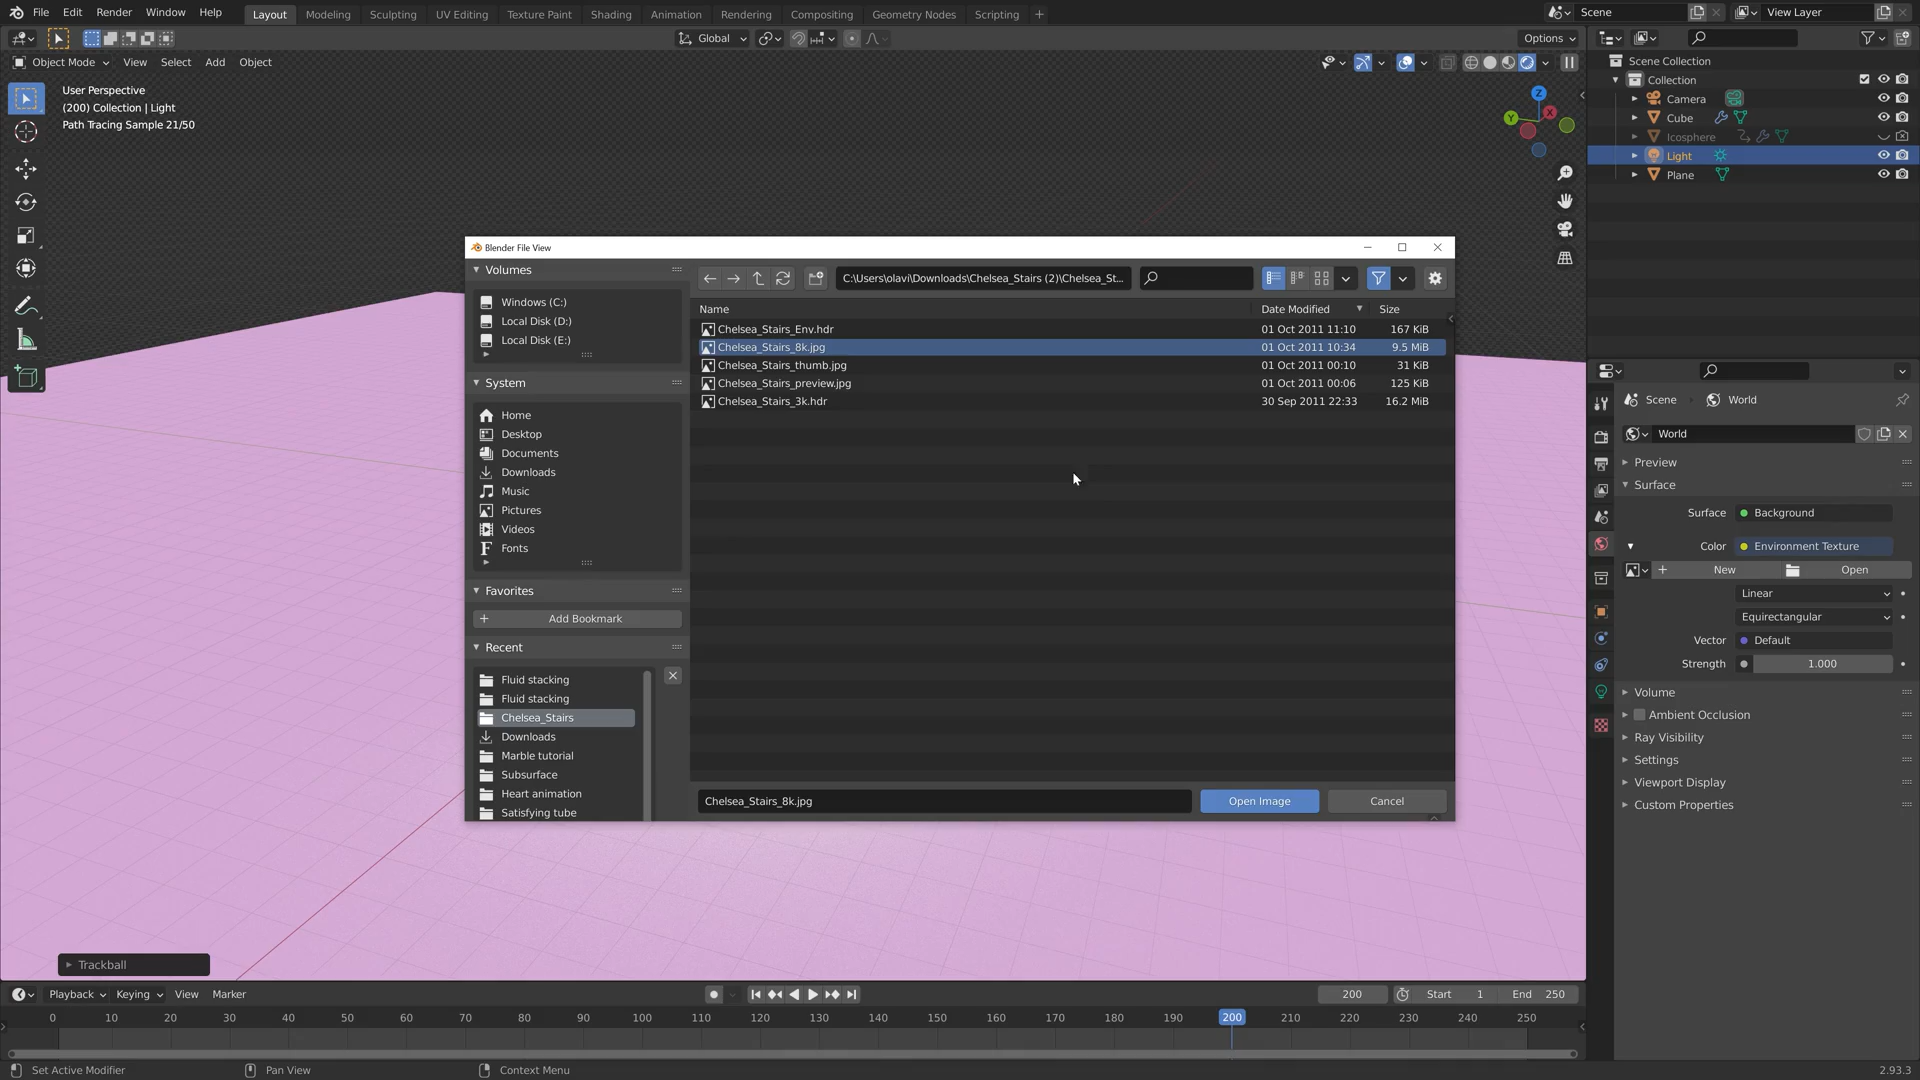 File Edit Render Window Help Layout Modeling Sculpting UV Editing Texture Paint Shading Animation Rendering Compositing Geometry Nodes Scripting Scene View Layer
Global Options
Object Mode View Select Add Object
User Perspective
(200) Collection | Light
Path Tracing Sample 21/50
Z
Y
X
Scene Collection
Collection
Camera
Cube
Icosphere
Light
Plane
Blender File View
Volumes
Windows (C:)
Local Disk (D:)
Local Disk (E:)
System
Home
Desktop
Documents
Downloads
Music
Pictures
Videos
Fonts
Favorites
Add Bookmark
Recent
Fluid stacking
Fluid stacking
Chelsea_Stairs
Downloads
Marble tutorial
Subsurface
Heart animation
Satisfying tube
C:\Users\olavi\Downloads\Chelsea_Stairs (2)\Chelsea_St...
Name Date Modified Size
Chelsea_Stairs_Env.hdr 01 Oct 2011 11:10 167 KiB
Chelsea_Stairs_8k.jpg 01 Oct 2011 10:34 9.5 MiB
Chelsea_Stairs_thumb.jpg 01 Oct 2011 00:10 31 KiB
Chelsea_Stairs_preview.jpg 01 Oct 2011 00:06 125 KiB
Chelsea_Stairs_3k.hdr 30 Sep 2011 22:33 16.2 MiB
Chelsea_Stairs_8k.jpg Open Image Cancel
Scene World
World
Preview
Surface
Surface Background
Color Environment Texture
New Open
Linear
Equirectangular
Vector Default
Strength 1.000
Volume
Ambient Occlusion
Ray Visibility
Settings
Viewport Display
Custom Properties
Trackball
Playback Keying View Marker 200 Start 1 End 250
0 10 20 30 40 50 60 70 80 90 100 110 120 130 140 150 160 170 180 190 200 210 220 230 240 250
Set Active Modifier Pan View Context Menu 2.93.3